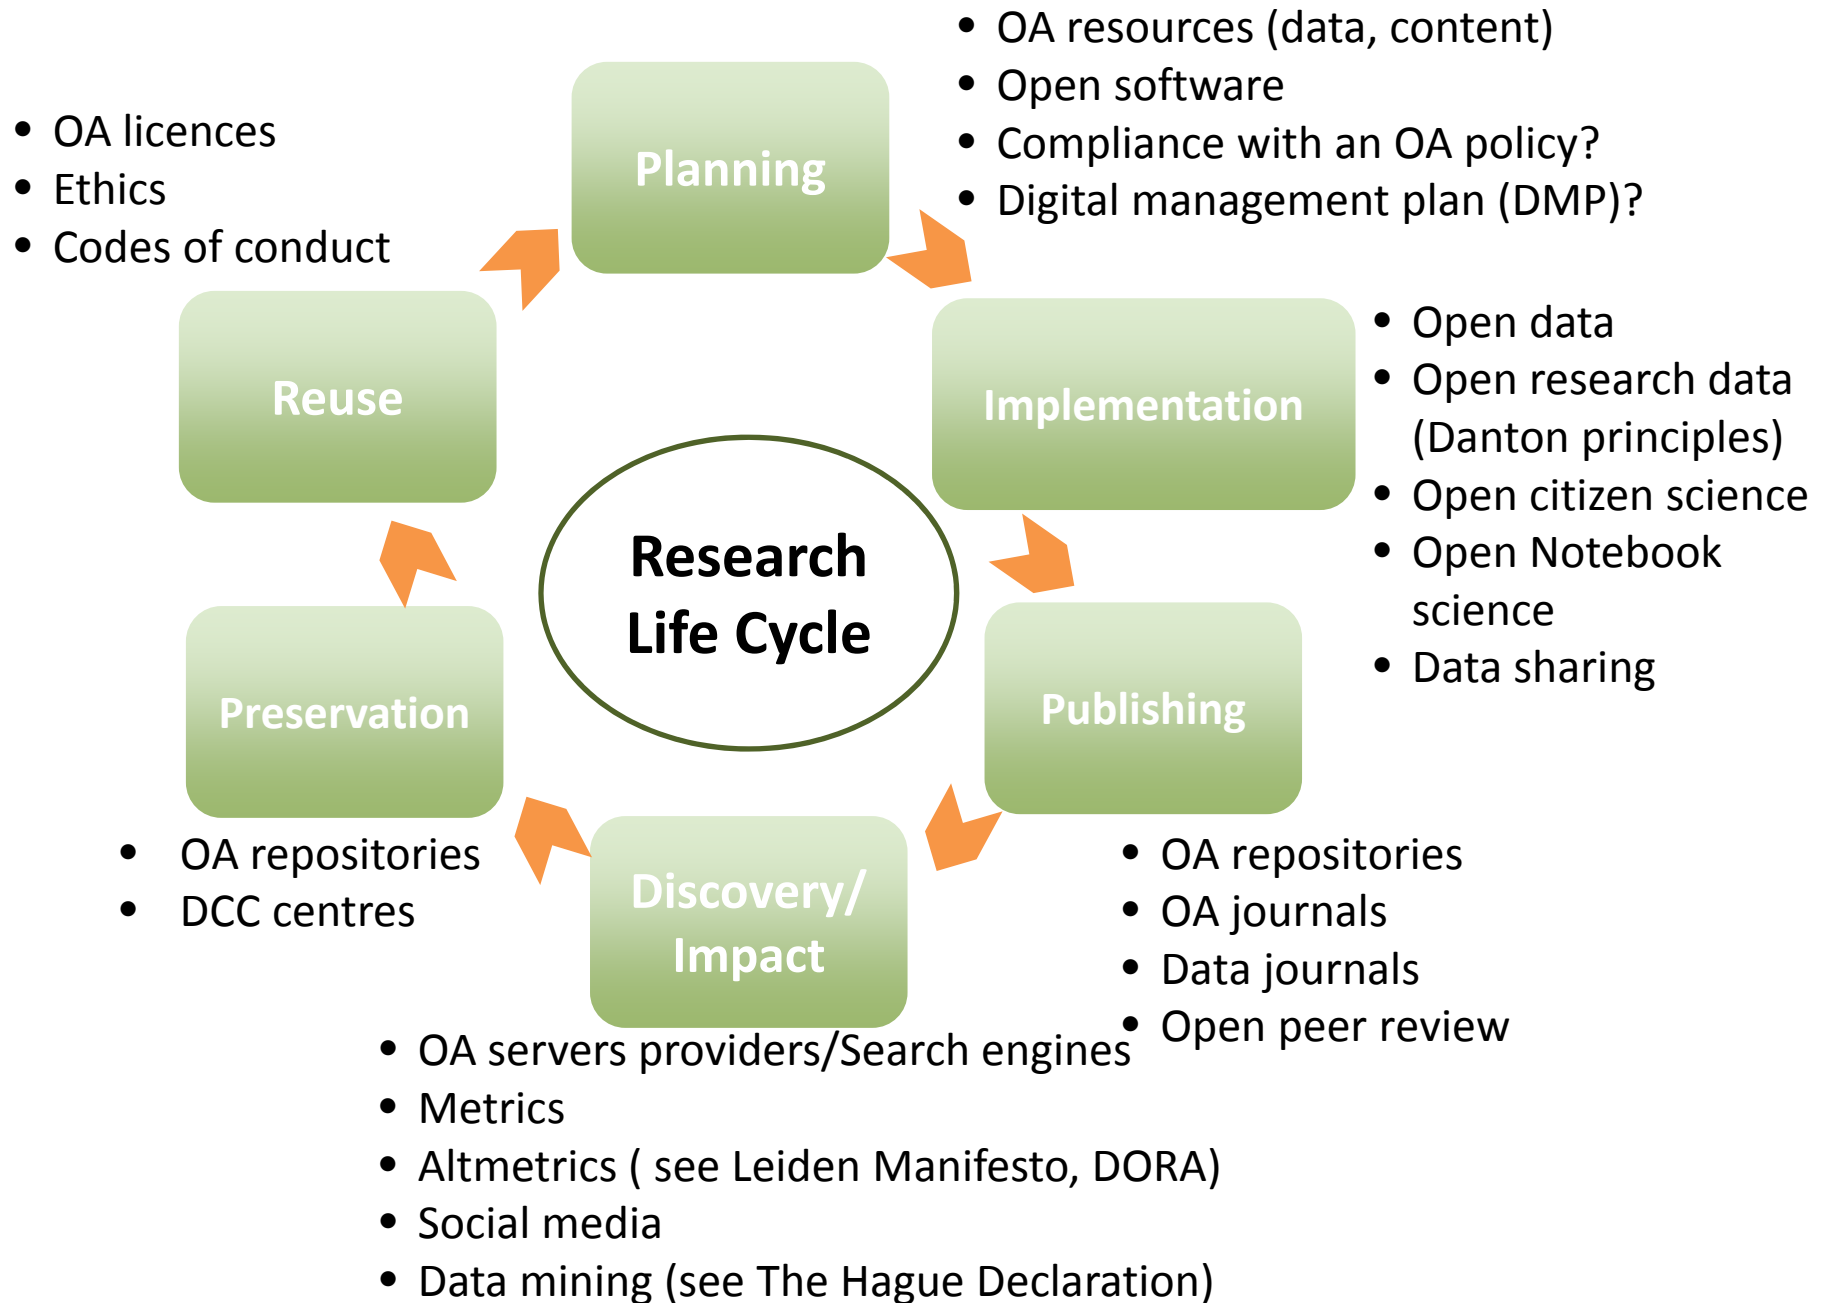 Planning
• OA resources (data, content)
• Open software
• Compliance with an OA policy?
• Digital management plan (DMP)?
Implementation
• Open data
• Open research data
(Danton principles)
• Open citizen science
• Open Notebook
science
• Data sharing
Publishing
• OA repositories
• OA journals
• Data journals
• Open peer review
Discovery/
Impact
• OA servers providers/Search engines
• Metrics
• Altmetrics ( see Leiden Manifesto, DORA)
• Social media
• Data mining (see The Hague Declaration)
Preservation
• OA repositories
• DCC centres
Reuse
• OA licences
• Ethics
• Codes of conduct
Research
Life Cycle